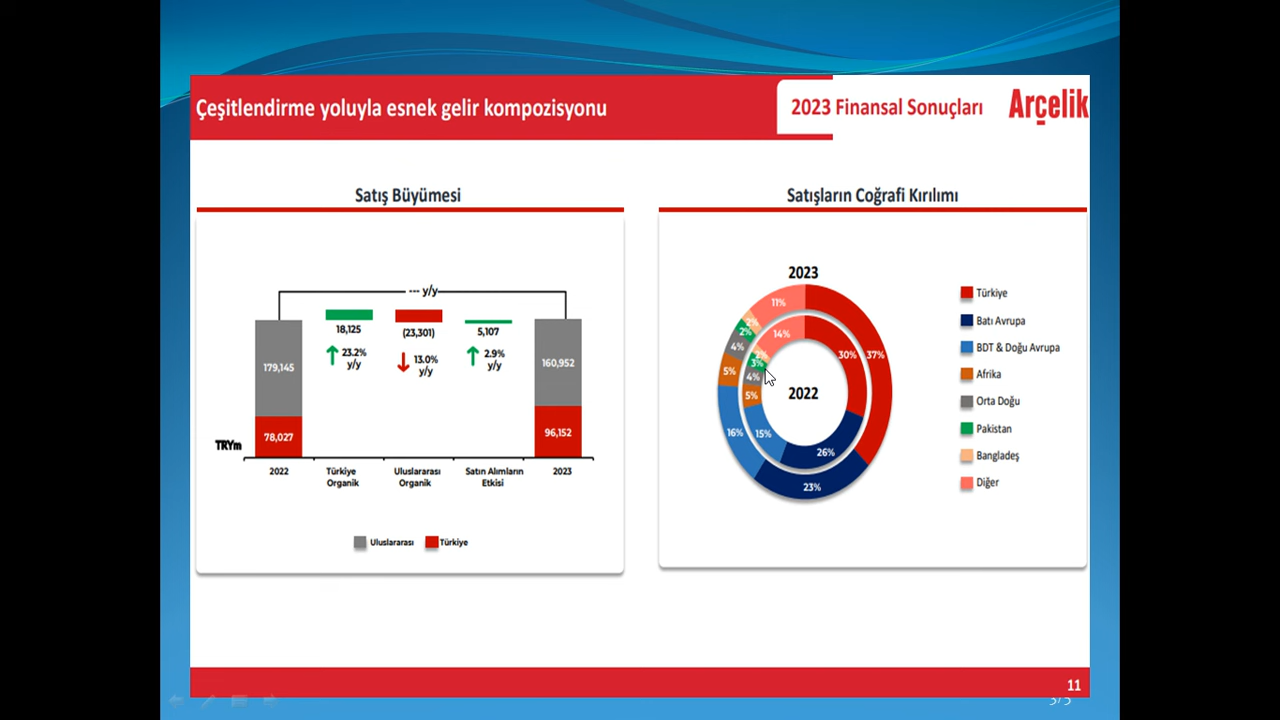 Çeşitlendirme yoluyla esnek gelir kompozisyonu
2023 Finansal Sonuçları
Arçelik
Satış Büyümesi
--- y/y
179,145
78,027
18,125
23.2%
y/y
(23,301)
13.0%
y/y
5,107
2.9%
y/y
160,952
96,152
TRYm
2022
Türkiye
Organik
Uluslararası
Organik
Satın Alımların
Etkisi
2023
Uluslararası
Türkiye
Satışların Coğrafi Kırılımı
2023
11%
2%
2%
4%
5%
16%
23%
37%
14%
2%
3%
4%
5%
15%
26%
30%
2022
Türkiye
Batı Avrupa
BDT & Doğu Avrupa
Afrika
Orta Doğu
Pakistan
Bangladeş
Diğer
11
3/5